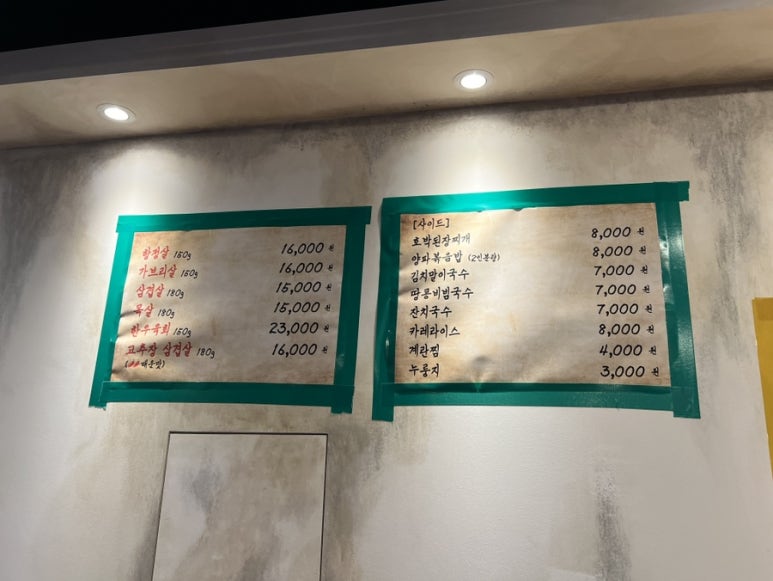 항정살 150g 16,000 원
가브리살 150g 16,000 원
삼겹살 180g 15,000 원
목살 180g 15,000 원
한우육회 150g 23,000 원
고추장 삼겹살 180g 16,000 원
매운맛)
[사이드]
호박된장찌개 8,000 원
양파볶음밥 (2인분량) 8,000 원
김치말이국수 7,000 원
땅콩비빔국수 7,000 원
잔치국수 7,000 원
카레라이스 8,000 원
계란찜 4,000 원
누룽지 3,000 원